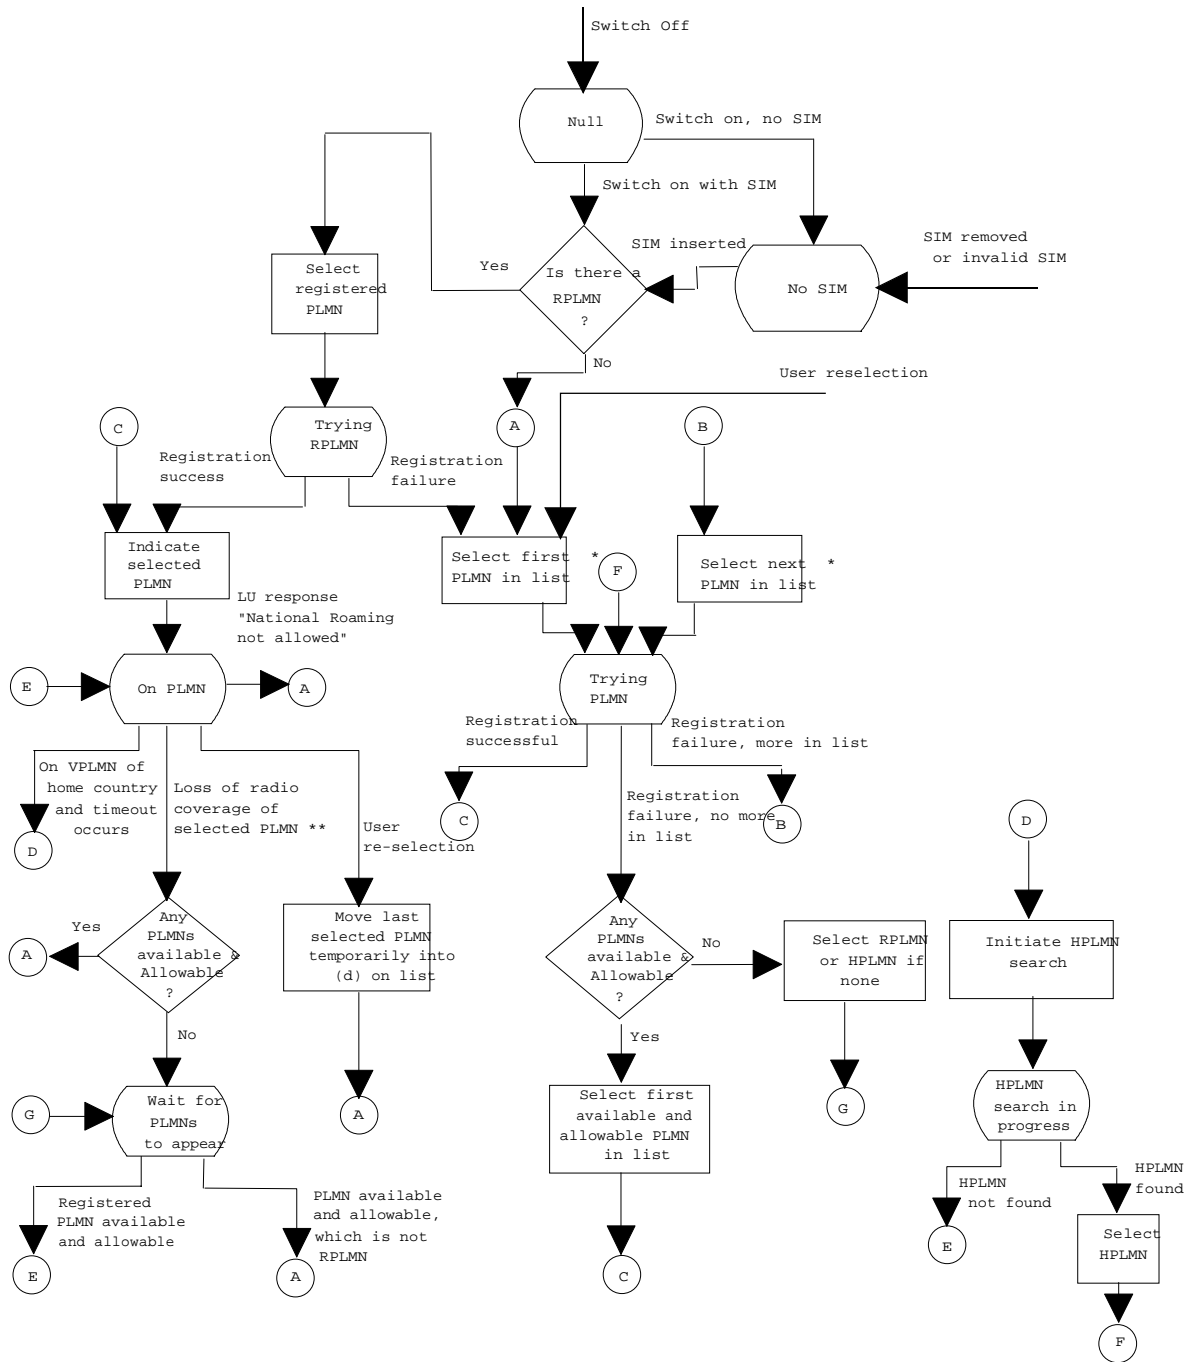 Switch Off
Null
Switch on, no SIM
Switch on with SIM
SIM inserted
SIM removed
or invalid SIM
No SIM
Yes
Is there a
RPLMN
?
No
Select
registered
PLMN
User reselection
C
Trying
RPLMN
A
B
Registration
success
Registration
failure
Indicate
selected
PLMN
Select first *
PLMN in list
F
Select next *
PLMN in list
LU response
"National Roaming
not allowed"
E
On PLMN
A
Trying
PLMN
Registration
successful
Registration
failure, more in list
On VPLMN of
home country
and timeout
occurs
D
Loss of radio
coverage of
selected PLMN **
User
re-selection
C
Registration
failure, no more
in list
B
D
Yes
A
Any
PLMNs
available &
Allowable
?
No
Move last
selected PLMN
temporarily into
(d) on list
A
Any
PLMNs
available &
Allowable
?
No
Yes
Select RPLMN
or HPLMN if
none
G
Initiate HPLMN
search
G
Wait for
PLMNs
to appear
Select first
available and
allowable PLMN
in list
HPLMN
search in
progress
Registered
PLMN available
and allowable
PLMN available
and allowable,
which is not
RPLMN
E
A
C
HPLMN
not found
HPLMN
found
E
Select
HPLMN
F